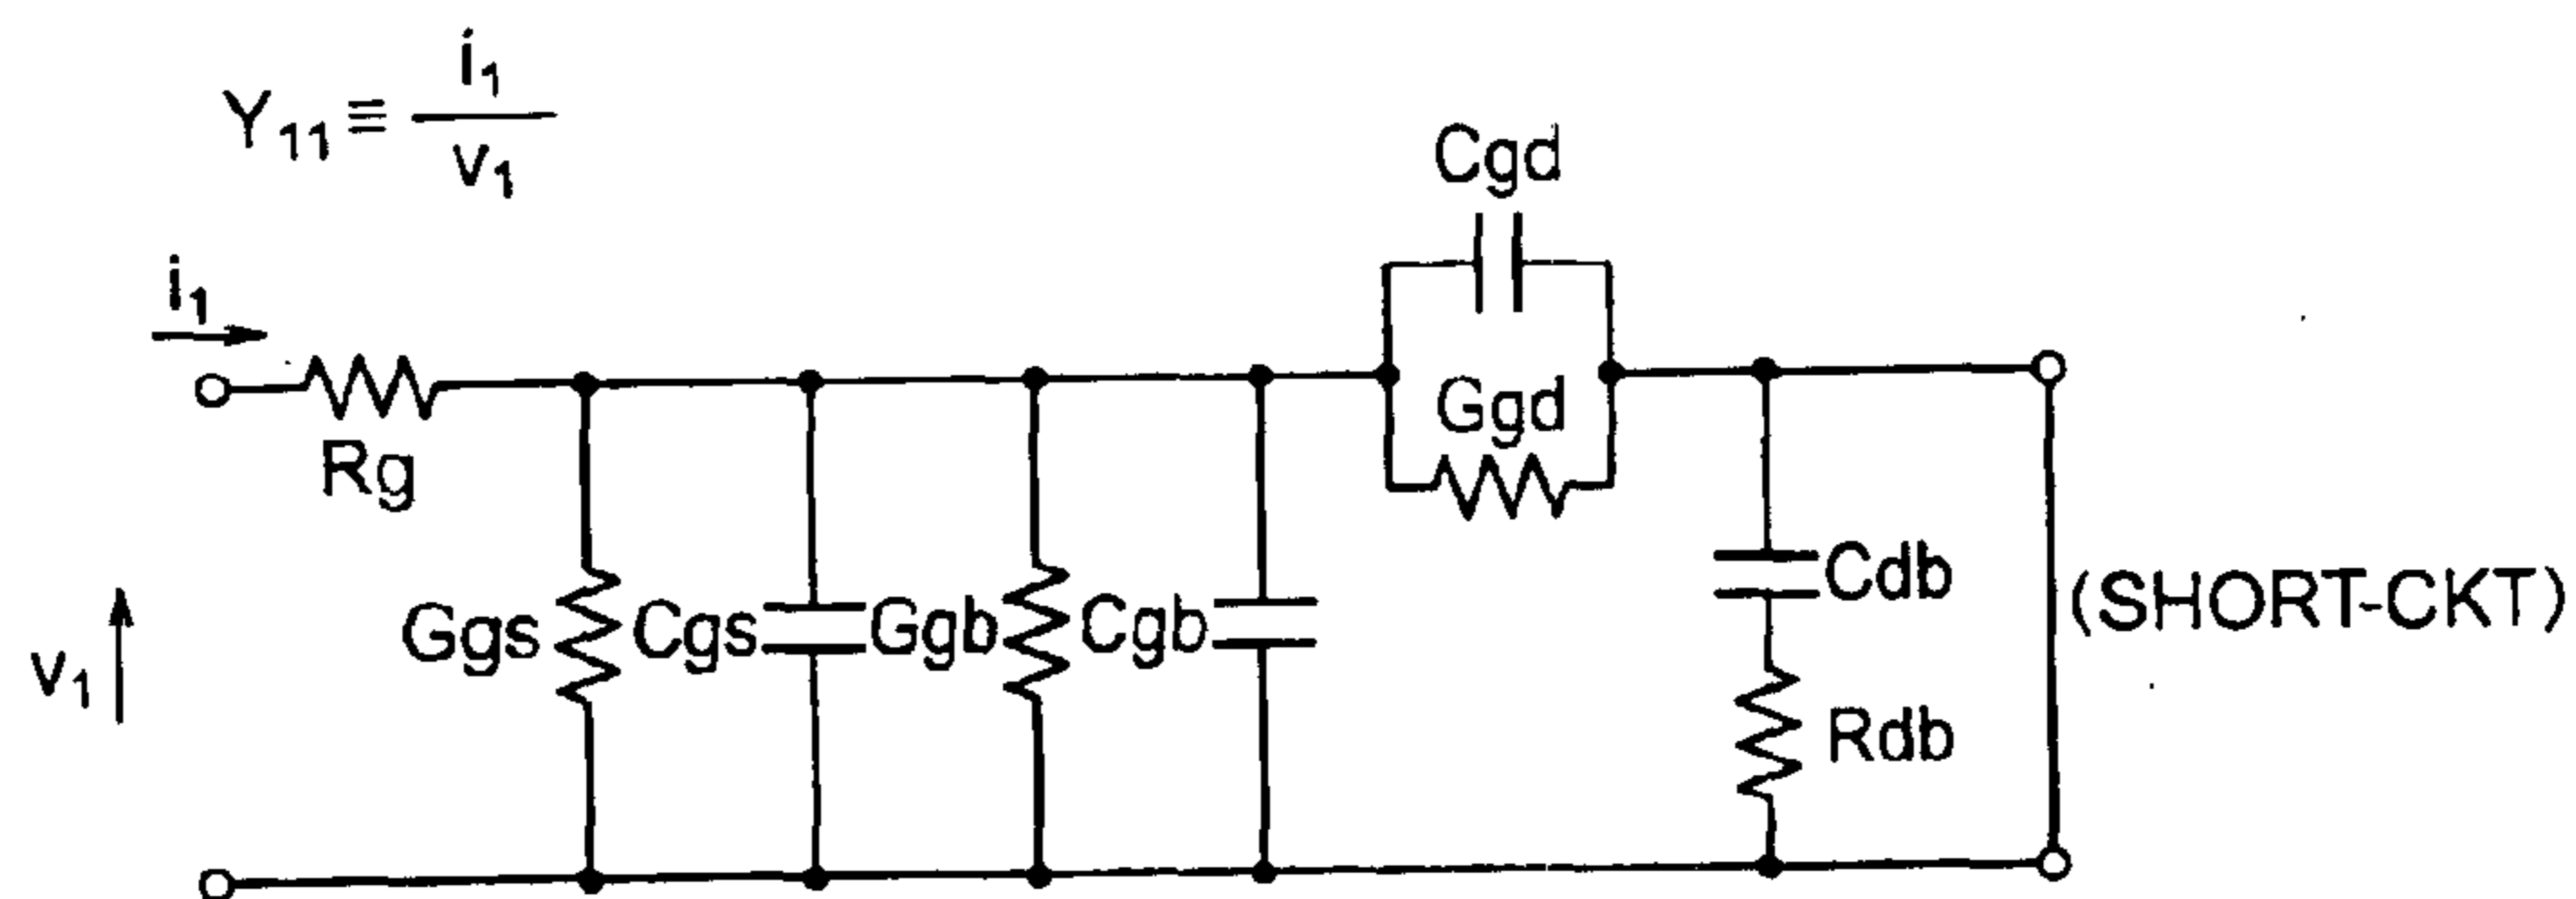 Y₁₁ ≡ i₁ / v₁
Cgd
i₁
Ggd
Rg
Cdb
(SHORT-CKT)
Ggs
Cgs
Ggb
Cgb
v₁
Rdb